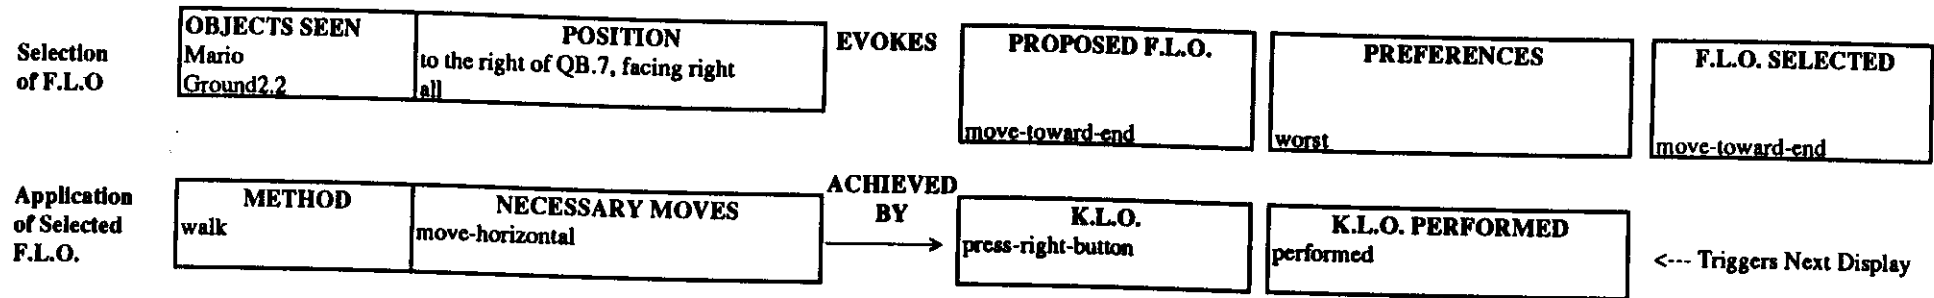 Selection
of F.L.O
OBJECTS SEEN
Mario
Ground2.2
POSITION
to the right of QB.7, facing right
all
EVOKES
PROPOSED F.L.O.
move-toward-end
PREFERENCES
worst
F.L.O. SELECTED
move-toward-end
Application
of Selected
F.L.O.
METHOD
walk
NECESSARY MOVES
move-horizontal
ACHIEVED
BY
K.L.O.
press-right-button
K.L.O. PERFORMED
performed
<--- Triggers Next Display